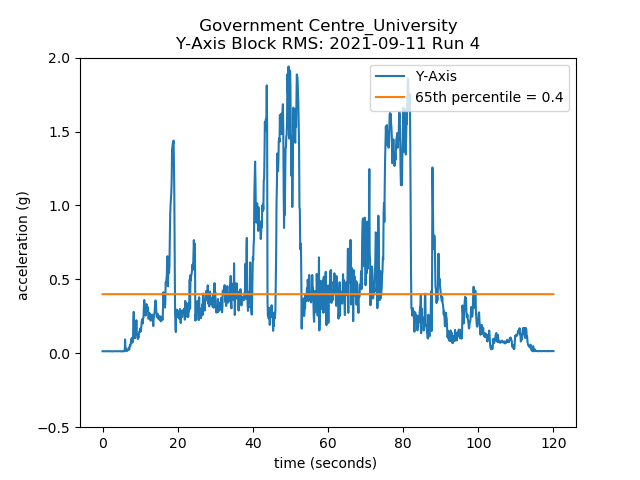 Government Centre_University
Y-Axis Block RMS: 2021-09-11 Run 4
Y-Axis
65th percentile = 0.4
2.0
1.5
1.0
0.5
0.0
−0.5
acceleration (g)
0 20 40 60 80 100 120
time (seconds)